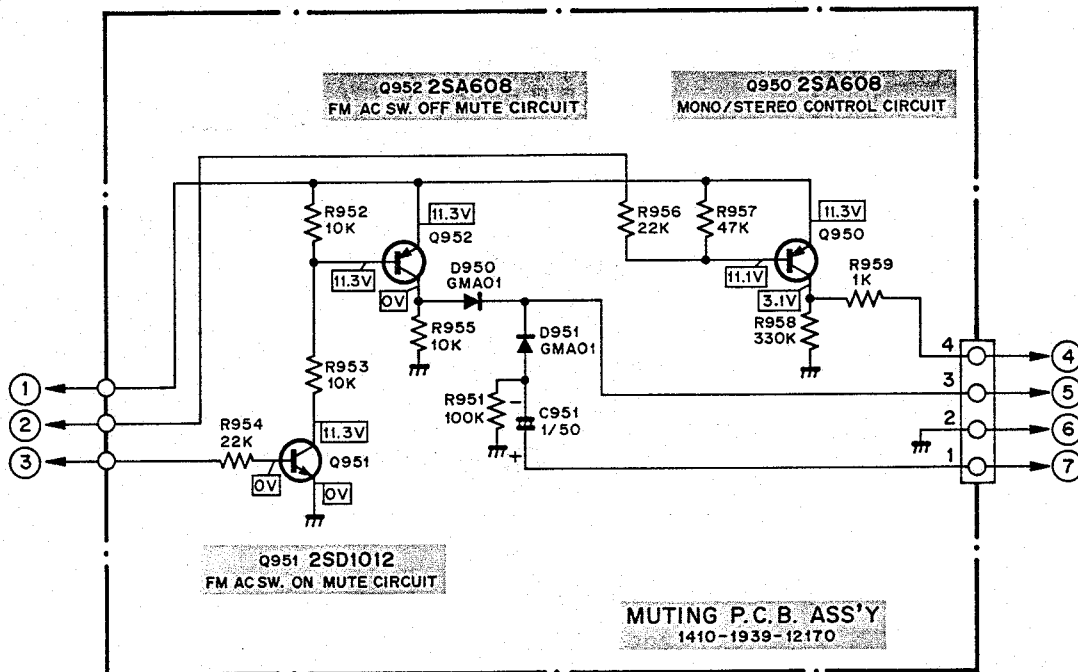 Q952 2SA608
FM AC SW. OFF MUTE CIRCUIT
Q950 2SA608
MONO/STEREO CONTROL CIRCUIT
R952
10K
11.3V
Q952
11.3V
0V
D950
GMA01
R955
10K
R956
22K
R957
47K
11.3V
Q950
11.1V
3.1V
R959
1K
R958
330K
D951
GMA01
R953
10K
R951
100K
−
C951
1/50
+
R954
22K
11.3V
Q951
0V
0V
1
2
3
4
3
2
1
4
5
6
7
Q951 2SD1012
FM AC SW. ON MUTE CIRCUIT
MUTING P.C.B. ASS'Y
1410-1939-12170